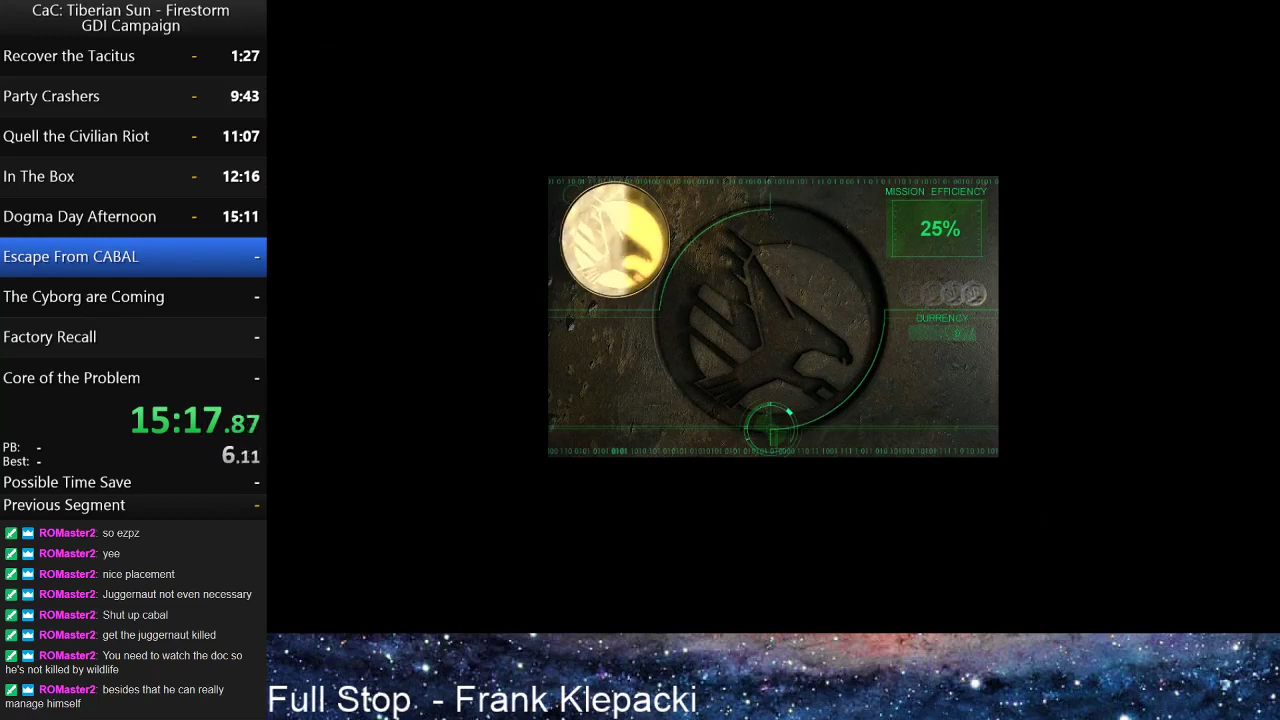 CaC: Tiberian Sun - Firestorm
GDI Campaign
Recover the Tacitus - 1:27
Party Crashers - 9:43
Quell the Civilian Riot - 11:07
In The Box - 12:16
Dogma Day Afternoon - 15:11
Escape From CABAL -
The Cyborg are Coming -
Factory Recall -
Core of the Problem -
15:17.87
PB: -
Best: -
6.11
Possible Time Save -
Previous Segment -
ROMaster2: so ezpz
ROMaster2: yee
ROMaster2: nice placement
ROMaster2: Juggernaut not even necessary
ROMaster2: Shut up cabal
ROMaster2: get the juggernaut killed
ROMaster2: You need to watch the doc so
he's not killed by wildlife
ROMaster2: besides that he can really
manage himself
MISSION EFFICIENCY
25%
CURRENCY
Full Stop - Frank Klepacki